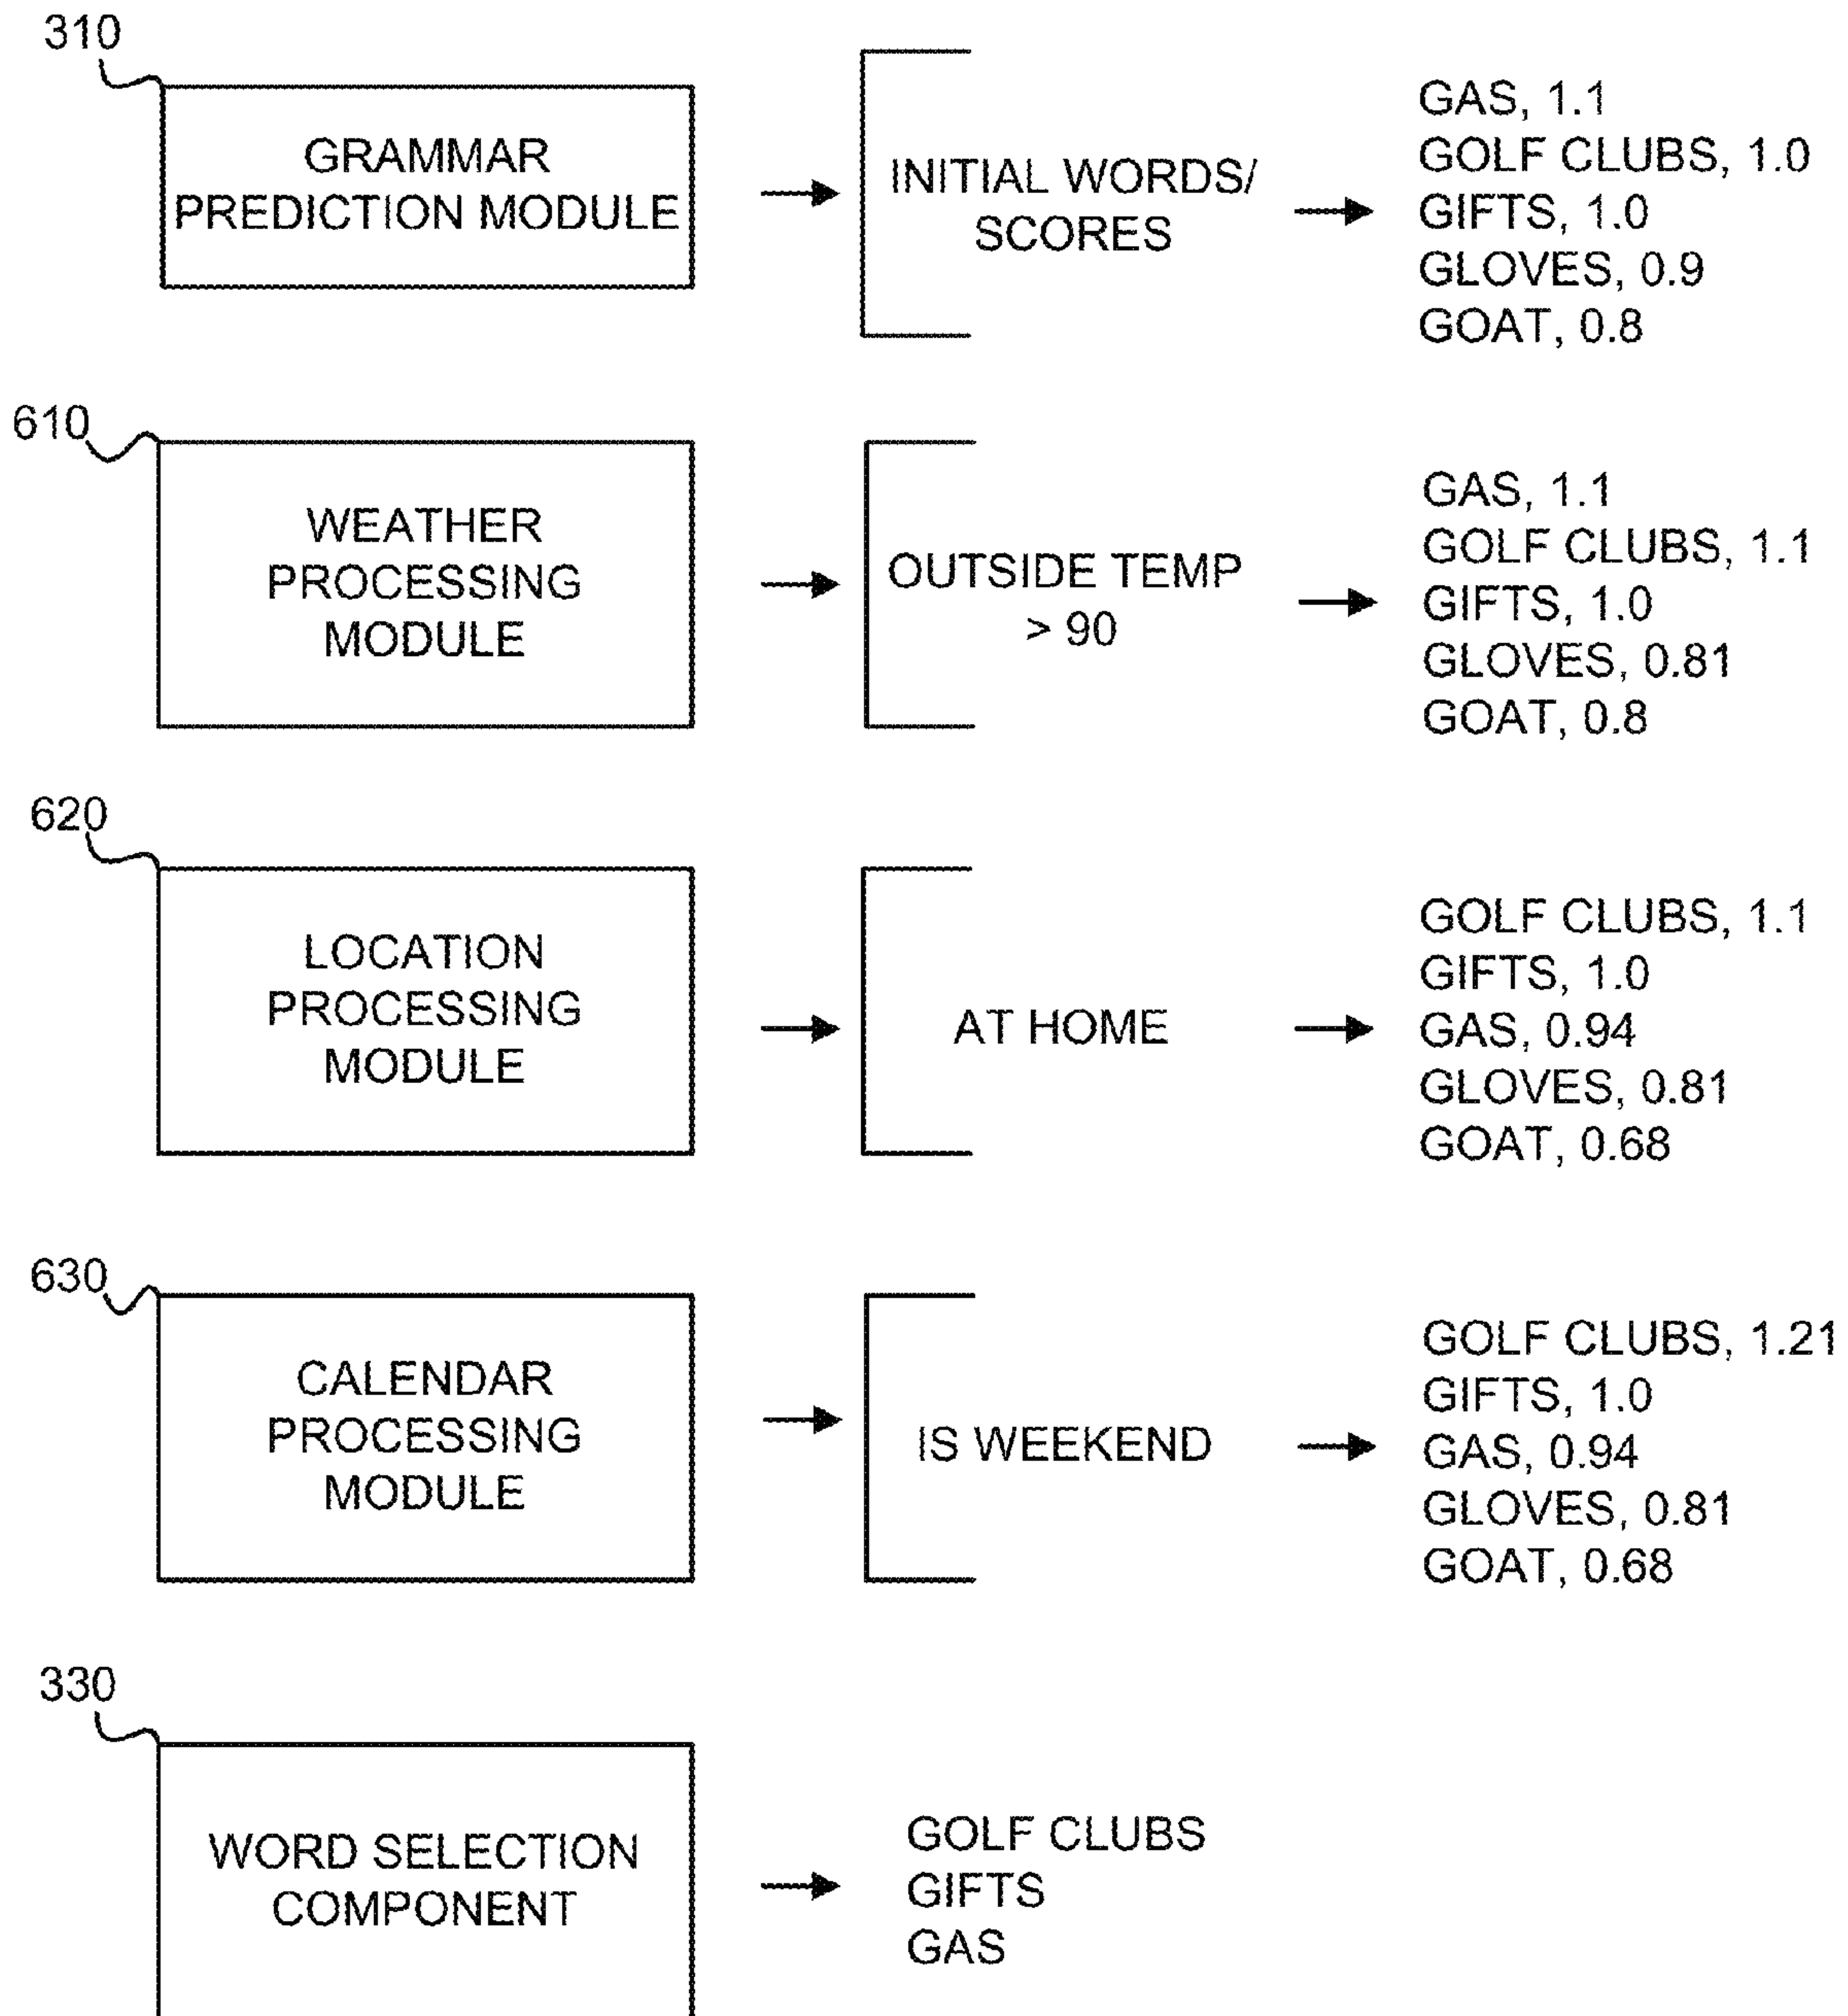 310
GRAMMAR
PREDICTION MODULE
INITIAL WORDS/
SCORES
GAS, 1.1
GOLF CLUBS, 1.0
GIFTS, 1.0
GLOVES, 0.9
GOAT, 0.8
610
WEATHER
PROCESSING
MODULE
OUTSIDE TEMP
> 90
GAS, 1.1
GOLF CLUBS, 1.1
GIFTS, 1.0
GLOVES, 0.81
GOAT, 0.8
620
LOCATION
PROCESSING
MODULE
AT HOME
GOLF CLUBS, 1.1
GIFTS, 1.0
GAS, 0.94
GLOVES, 0.81
GOAT, 0.68
630
CALENDAR
PROCESSING
MODULE
IS WEEKEND
GOLF CLUBS, 1.21
GIFTS, 1.0
GAS, 0.94
GLOVES, 0.81
GOAT, 0.68
330
WORD SELECTION
COMPONENT
GOLF CLUBS
GIFTS
GAS